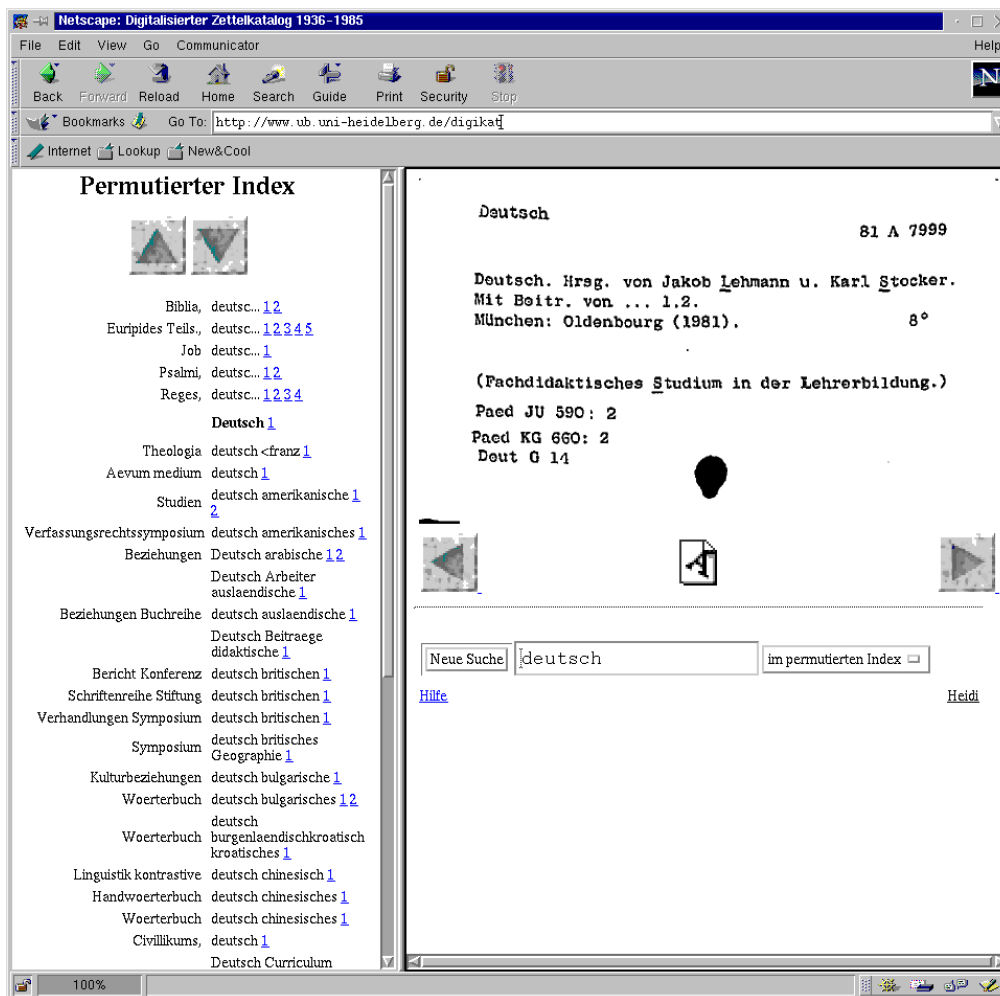 Netscape: Digitalisierter Zettelkatalog 1936-1985
File Edit View Go Communicator Help
Back Forward Reload Home Search Guide Print Security Stop
N
Bookmarks Go To: http://www.ub.uni-heidelberg.de/digikat
Internet Lookup New&Cool
Permutierter Index
Biblia, deutsc... 1 2
Euripides Teils., deutsc... 1 2 3 4 5
Job deutsc... 1
Psalmi, deutsc... 1 2
Reges, deutsc... 1 2 3 4
Deutsch 1
Theologia deutsch <franz 1
Aevum medium deutsch 1
Studien deutsch amerikanische 1
2
Verfassungsrechtssymposium deutsch amerikanisches 1
Beziehungen Deutsch arabische 1 2
Deutsch Arbeiter
auslaendische 1
Beziehungen Buchreihe deutsch auslaendische 1
Deutsch Beitraege
didaktische 1
Bericht Konferenz deutsch britischen 1
Schriftenreihe Stiftung deutsch britischen 1
Verhandlungen Symposium deutsch britischen 1
Symposium deutsch britisches
Geographie 1
Kulturbeziehungen deutsch bulgarische 1
Woerterbuch deutsch bulgarisches 1 2
deutsch
Woerterbuch burgenlaendischkroatisch
kroatisches 1
Linguistik kontrastive deutsch chinesisch 1
Handwoerterbuch deutsch chinesisches 1
Woerterbuch deutsch chinesisches 1
Civillikums, deutsch 1
Deutsch Curriculum
Deutsch
81 A 7999
Deutsch. Hrsg. von Jakob Lehmann u. Karl Stocker.
Mit Beitr. von ... 1.2.
München: Oldenbourg (1981). 8°
(Fachdidaktisches Studium in der Lehrerbildung.)
Paed JU 590: 2
Paed KG 660: 2
Deut G 14
A
Neue Suche deutsch im permutierten Index
Hilfe Heidi
100%